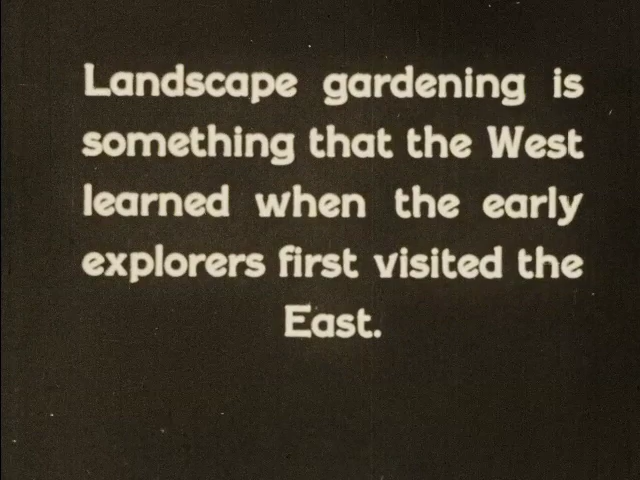 Landscape gardening is
something that the West
learned when the early
explorers first visited the
East.